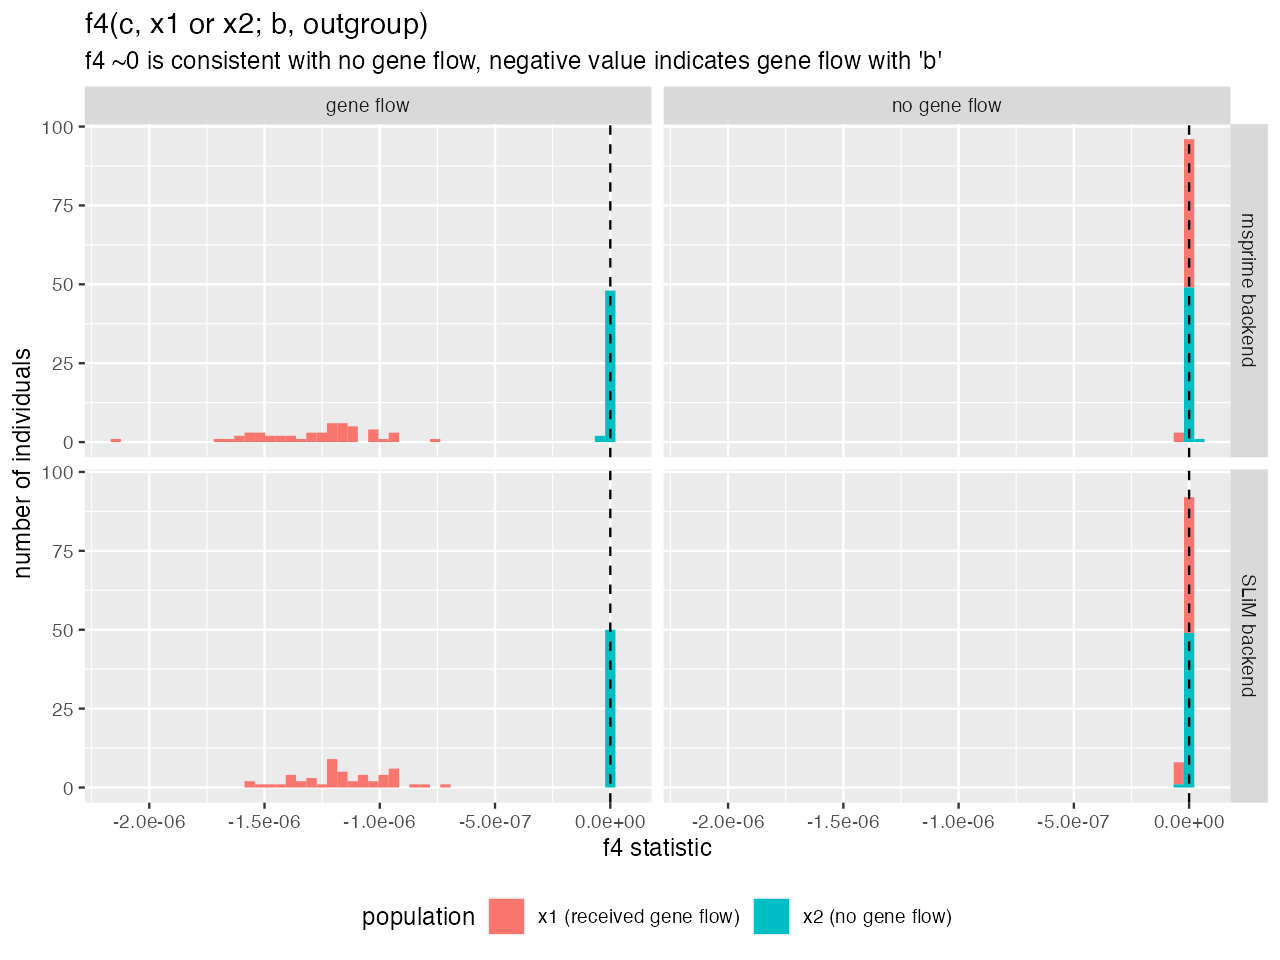 f4(c, x1 or x2; b, outgroup)
f4 ~0 is consistent with no gene flow, negative value indicates gene flow with 'b'
gene flow
no gene flow
100
75
50
25
0
msprime backend
number of individuals
100
75
50
25
0
SLiM backend
-2.0e-06
-1.5e-06
-1.0e-06
-5.0e-07
0.0e+00
-2.0e-06
-1.5e-06
-1.0e-06
-5.0e-07
0.0e+00
f4 statistic
population
x1 (received gene flow)
x2 (no gene flow)